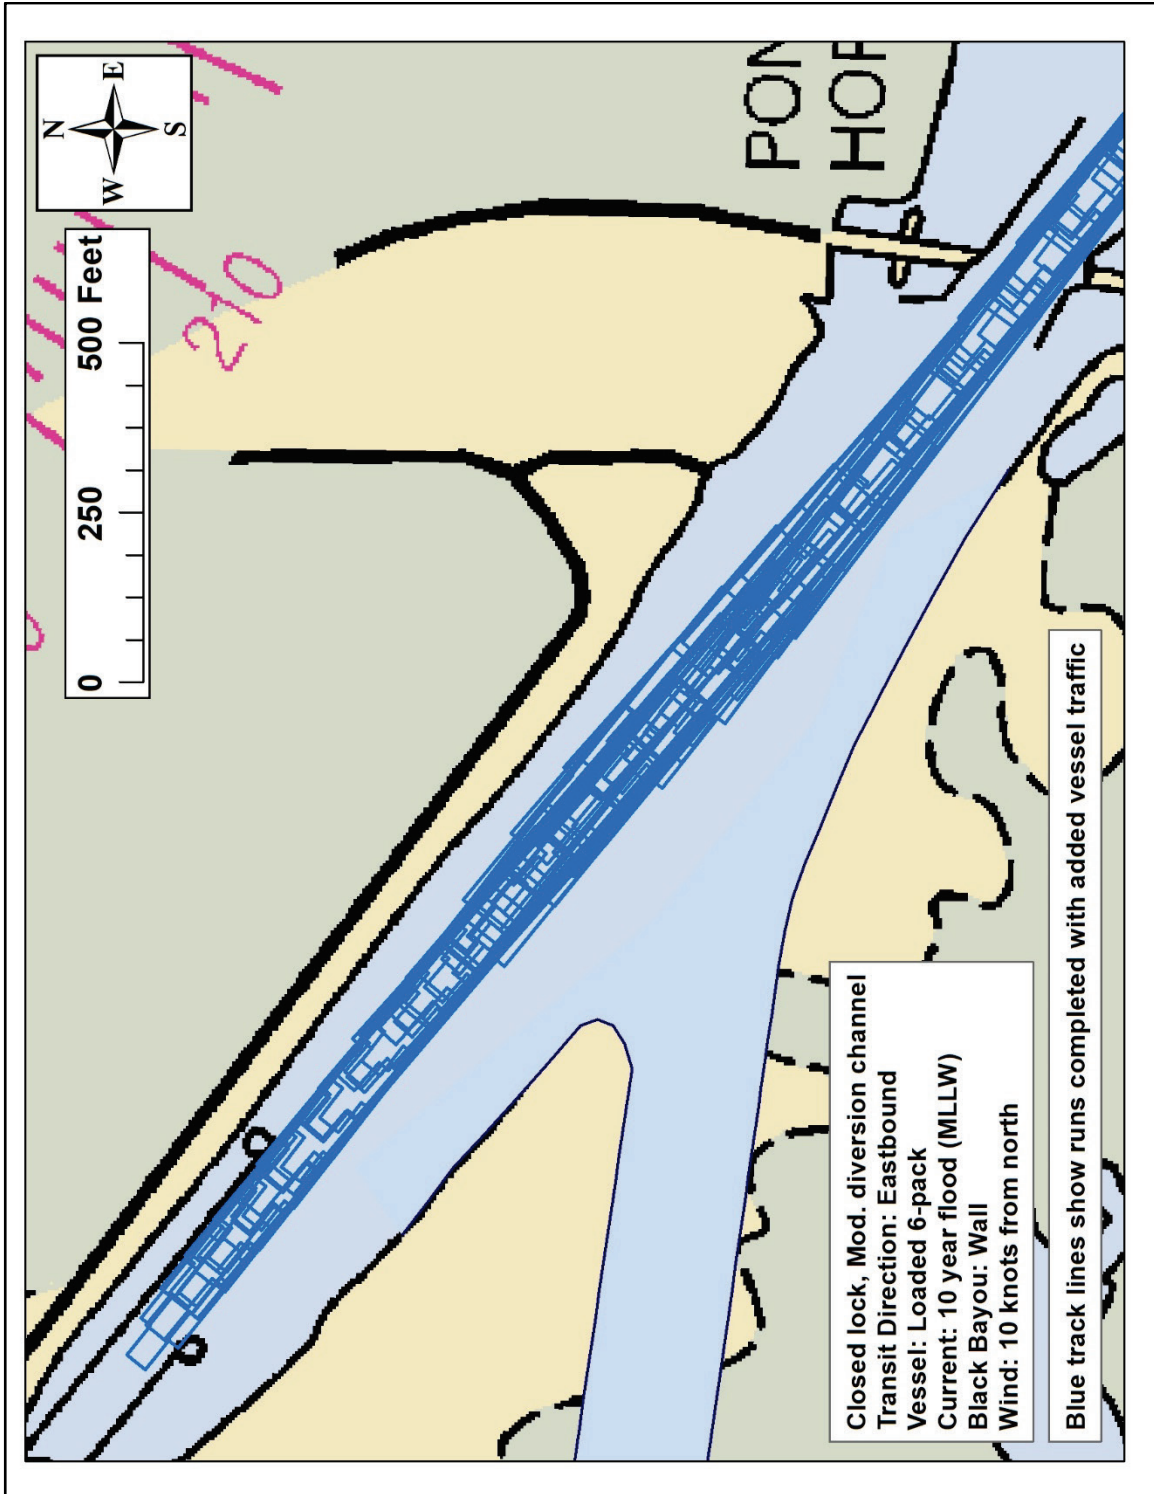 N
W E
S
0 250 500 Feet
210
PON
HOR
Closed lock, Mod. diversion channel
Transit Direction: Eastbound
Vessel: Loaded 6-pack
Current: 10 year flood (MLLW)
Black Bayou: Wall
Wind: 10 knots from north
Blue track lines show runs completed with added vessel traffic